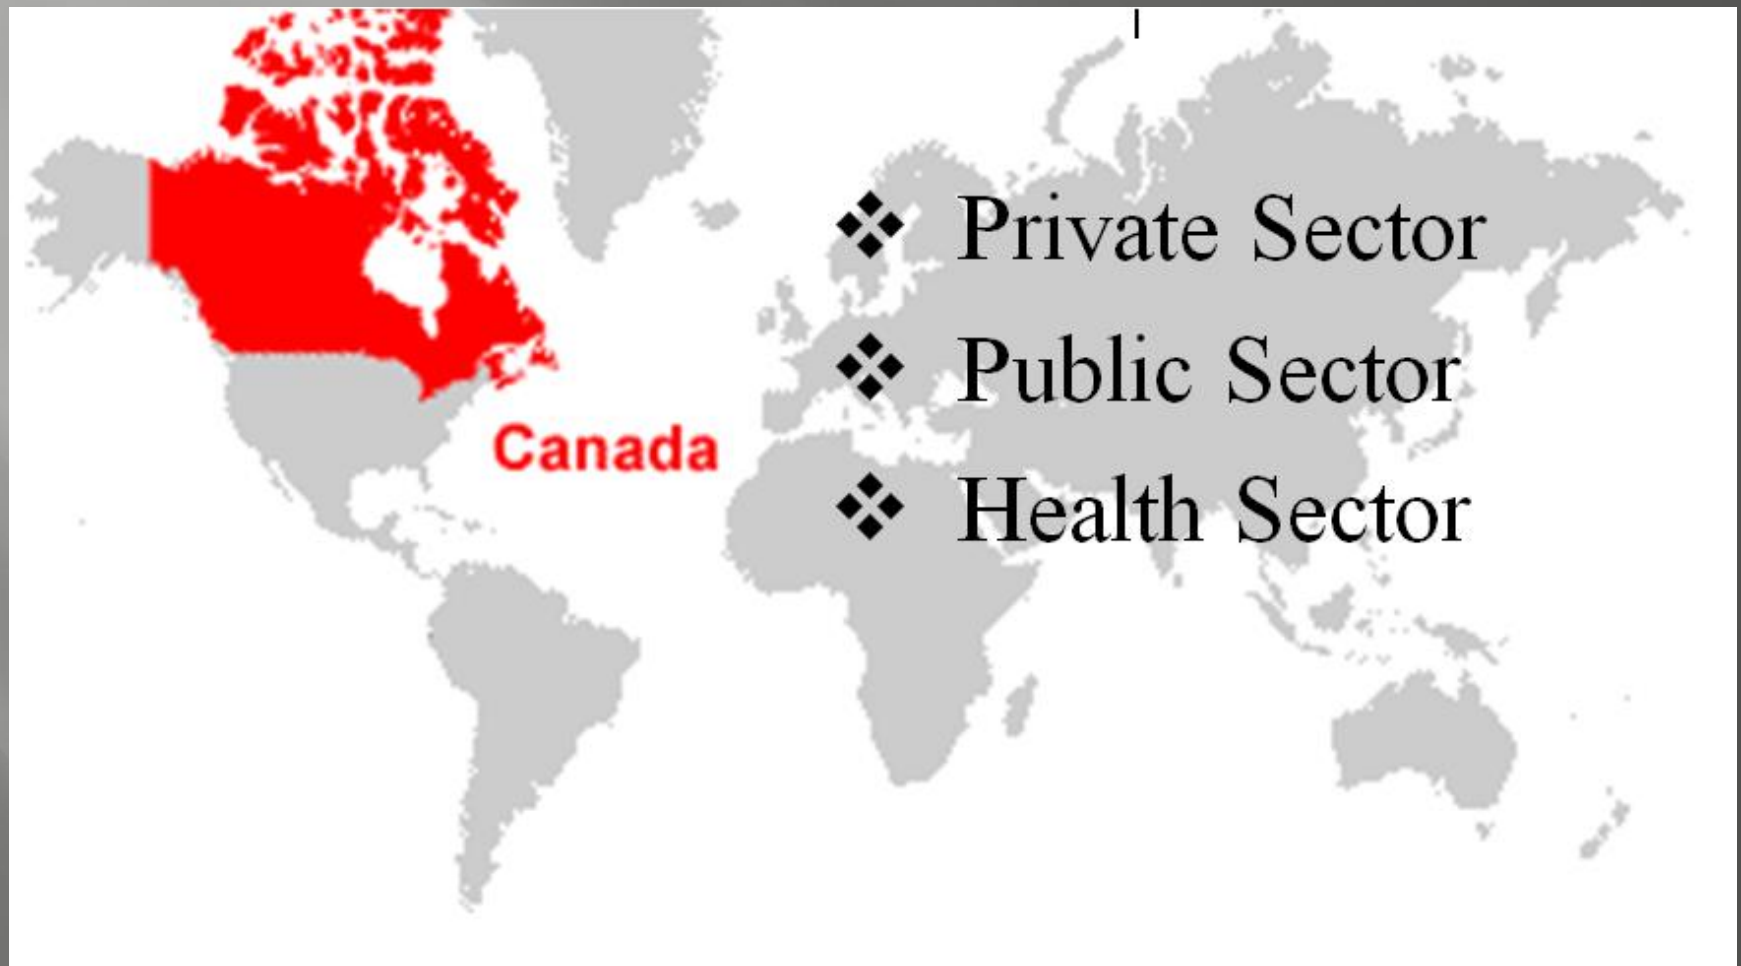 ❖ Private Sector
❖ Public Sector
Canada
❖ Health Sector